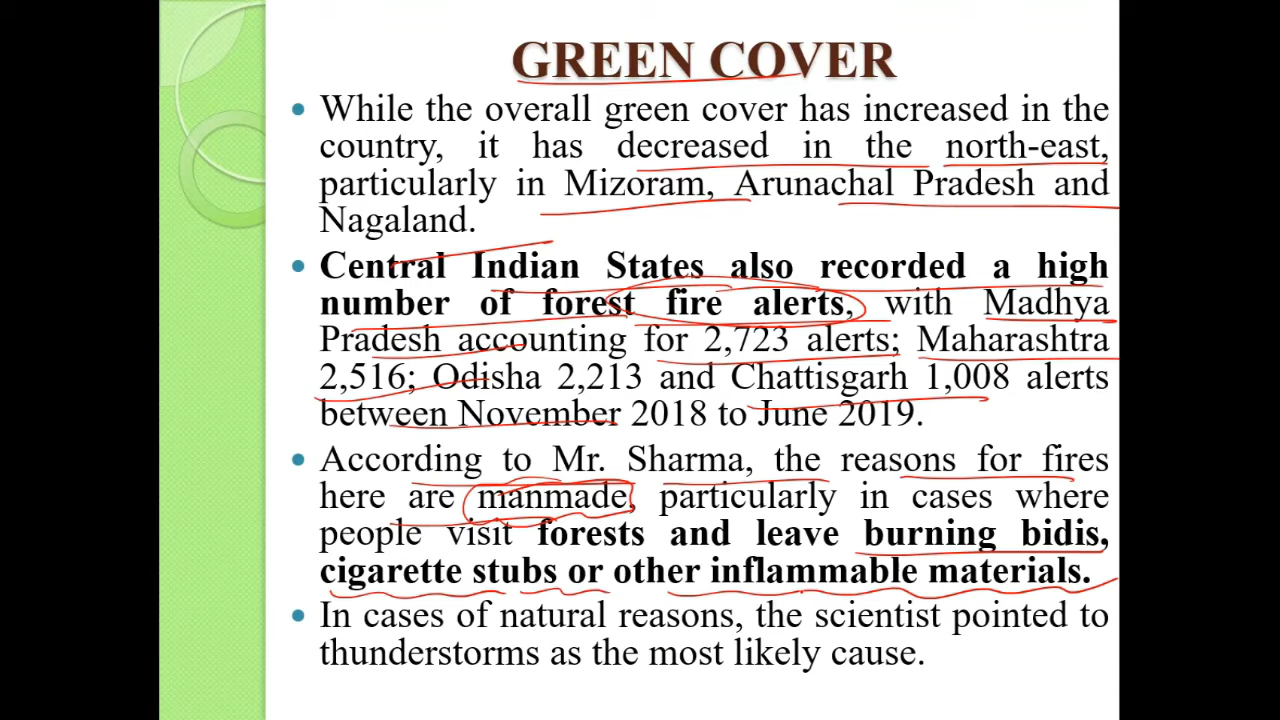 GREEN COVER
• While the overall green cover has increased in the
country, it has decreased in the north-east,
particularly in Mizoram, Arunachal Pradesh and
Nagaland.
• Central Indian States also recorded a high
number of forest fire alerts, with Madhya
Pradesh accounting for 2,723 alerts; Maharashtra
2,516; Odisha 2,213 and Chattisgarh 1,008 alerts
between November 2018 to June 2019.
• According to Mr. Sharma, the reasons for fires
here are manmade, particularly in cases where
people visit forests and leave burning bidis,
cigarette stubs or other inflammable materials.
• In cases of natural reasons, the scientist pointed to
thunderstorms as the most likely cause.